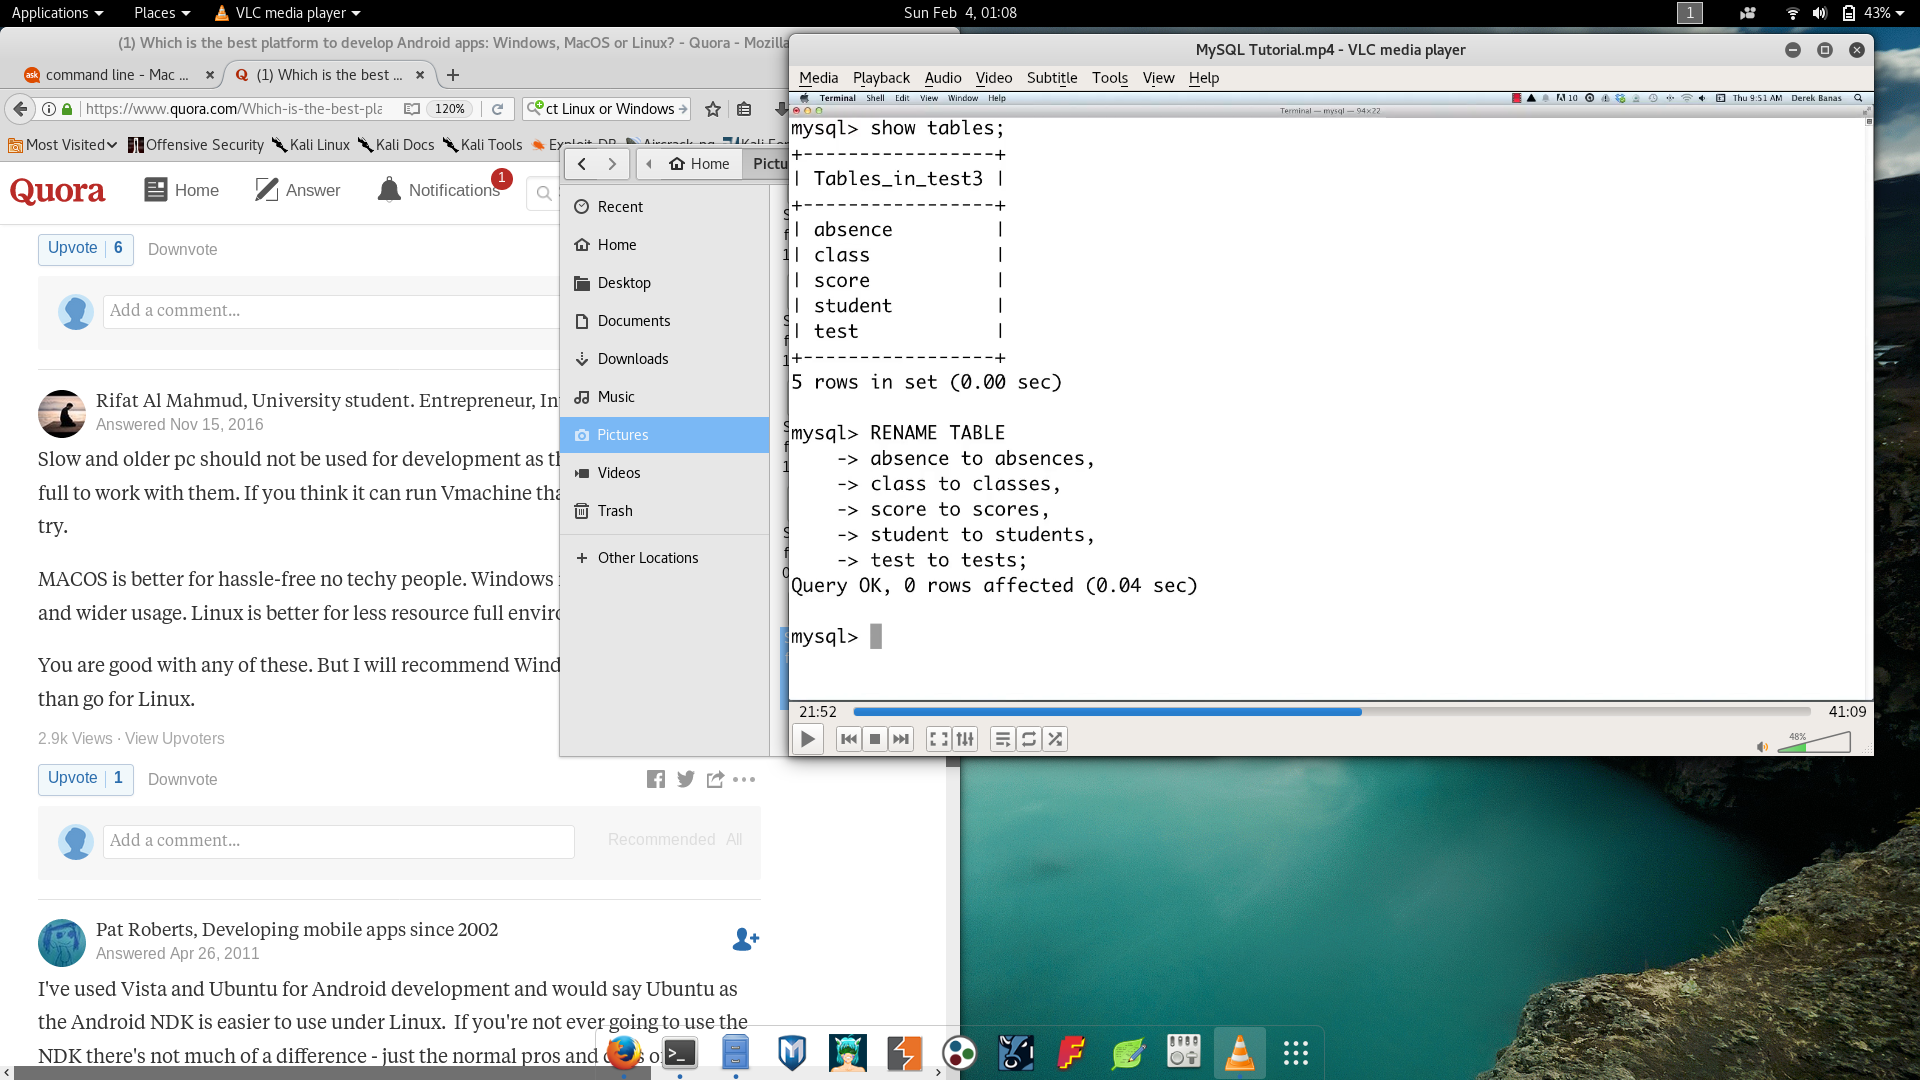 Applications Places VLC media player Sun Feb 4, 01:08 1 43%
(1) Which is the best platform to develop Android apps: Windows, MacOS or Linux? - Quora - Mozilla
command line - Mac ... (1) Which is the best ...
https://www.quora.com/Which-is-the-best-pla 120% ct Linux or Windows
Most Visited Offensive Security Kali Linux Kali Docs Kali Tools Exploit-DB Aircrack-ng
Quora Home Answer Notifications 1
Upvote 6 Downvote
Add a comment...
Rifat Al Mahmud, University student. Entrepreneur, In
Answered Nov 15, 2016
Slow and older pc should not be used for development as th
full to work with them. If you think it can run Vmachine tha
try.
MACOS is better for hassle-free no techy people. Windows
and wider usage. Linux is better for less resource full enviro
You are good with any of these. But I will recommend Wind
than go for Linux.
2.9k Views · View Upvoters
Upvote 1 Downvote
Add a comment... Recommended All
Pat Roberts, Developing mobile apps since 2002
Answered Apr 26, 2011
I've used Vista and Ubuntu for Android development and would say Ubuntu as
the Android NDK is easier to use under Linux. If you're not ever going to use the
NDK there's not much of a difference - just the normal pros and
Home Pictu
Recent
Home
Desktop
Documents
Downloads
Music
Pictures
Videos
Trash
+ Other Locations
MySQL Tutorial.mp4 - VLC media player
Media Playback Audio Video Subtitle Tools View Help
Terminal Shell Edit View Window Help 10 Thu 9:51 AM Derek Banas
Terminal — mysql — 94×22
mysql> show tables;
+-----------------+
| Tables_in_test3 |
+-----------------+
| absence |
| class |
| score |
| student |
| test |
+-----------------+
5 rows in set (0.00 sec)
mysql> RENAME TABLE
-> absence to absences,
-> class to classes,
-> score to scores,
-> student to students,
-> test to tests;
Query OK, 0 rows affected (0.04 sec)
mysql>
21:52 41:09
48%